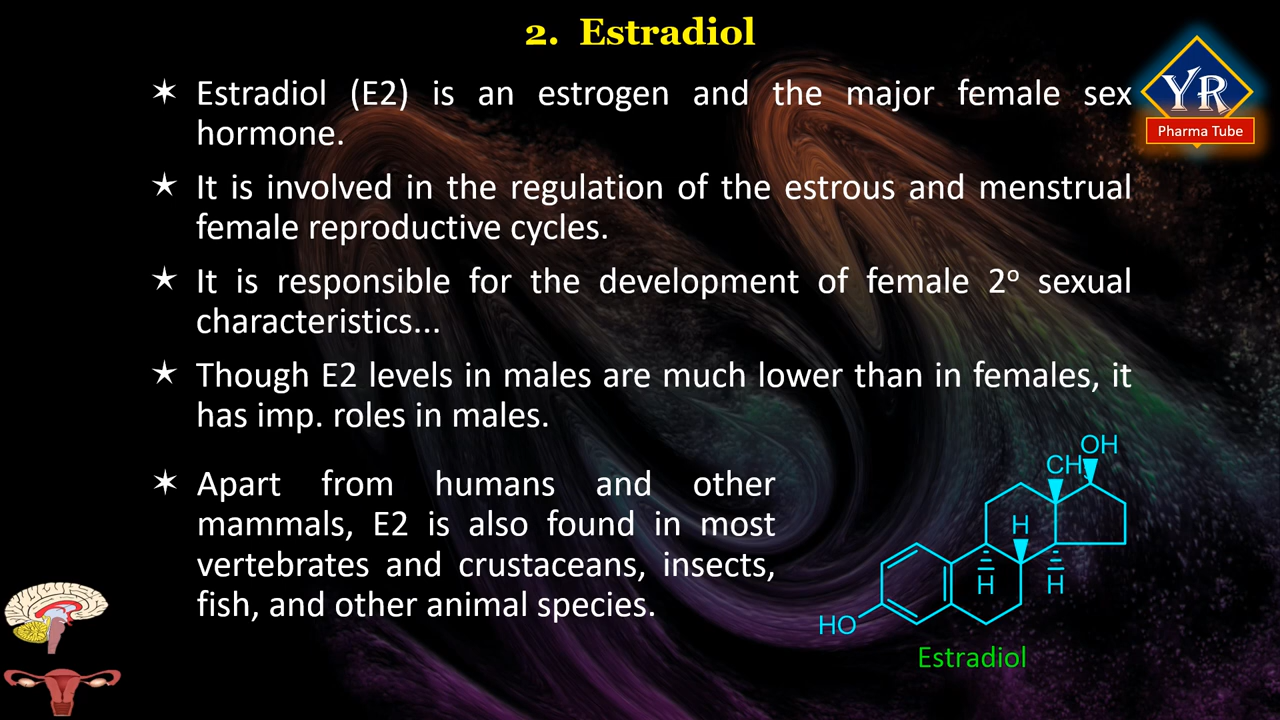 2. Estradiol
YR
Pharma Tube
✶ Estradiol (E2) is an estrogen and the major female sex
hormone.
★ It is involved in the regulation of the estrous and menstrual
female reproductive cycles.
★ It is responsible for the development of female 2º sexual
characteristics...
★ Though E2 levels in males are much lower than in females, it
has imp. roles in males.
✶ Apart from humans and other
mammals, E2 is also found in most
vertebrates and crustaceans, insects,
fish, and other animal species.
OH
CH
H
H H
HO
Estradiol